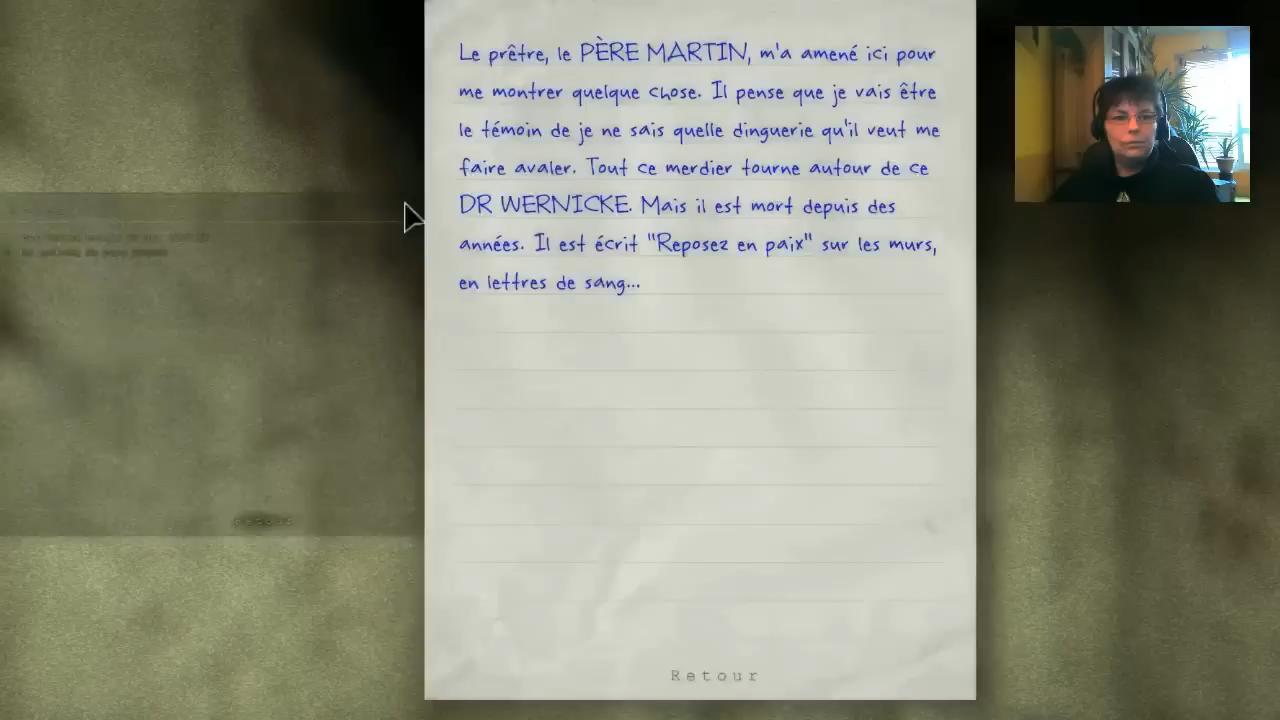 Le prêtre, le PÈRE MARTIN, m'a amené ici pour
me montrer quelque chose. Il pense que je vais être
le témoin de je ne sais quelle dinguerie qu'il veut me
faire avaler. Tout ce merdier tourne autour de ce
DR WERNICKE. Mais il est mort depuis des
années. Il est écrit "Reposez en paix" sur les murs,
en lettres de sang...
Retour